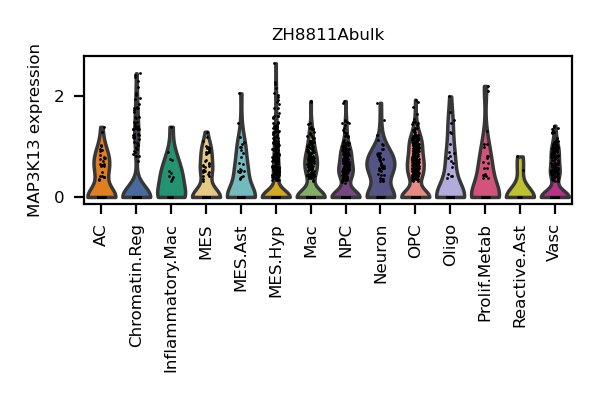 ZH8811Abulk
MAP3K13 expression
2
0
AC
Chromatin.Reg
Inflammatory.Mac
MES
MES.Ast
MES.Hyp
Mac
NPC
Neuron
OPC
Oligo
Prolif.Metab
Reactive.Ast
Vasc